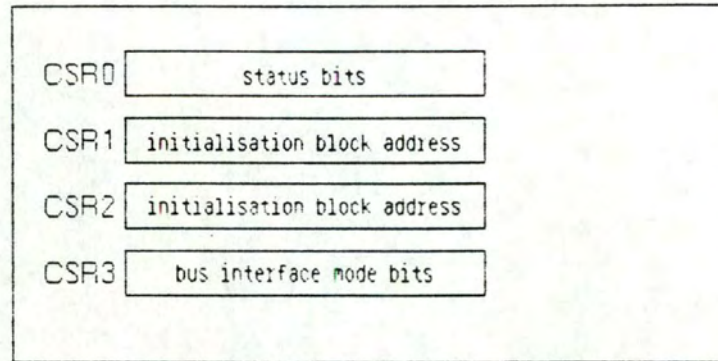 CSR0 status bits
CSR1 initialisation block address
CSR2 initialisation block address
CSR3 bus interface mode bits